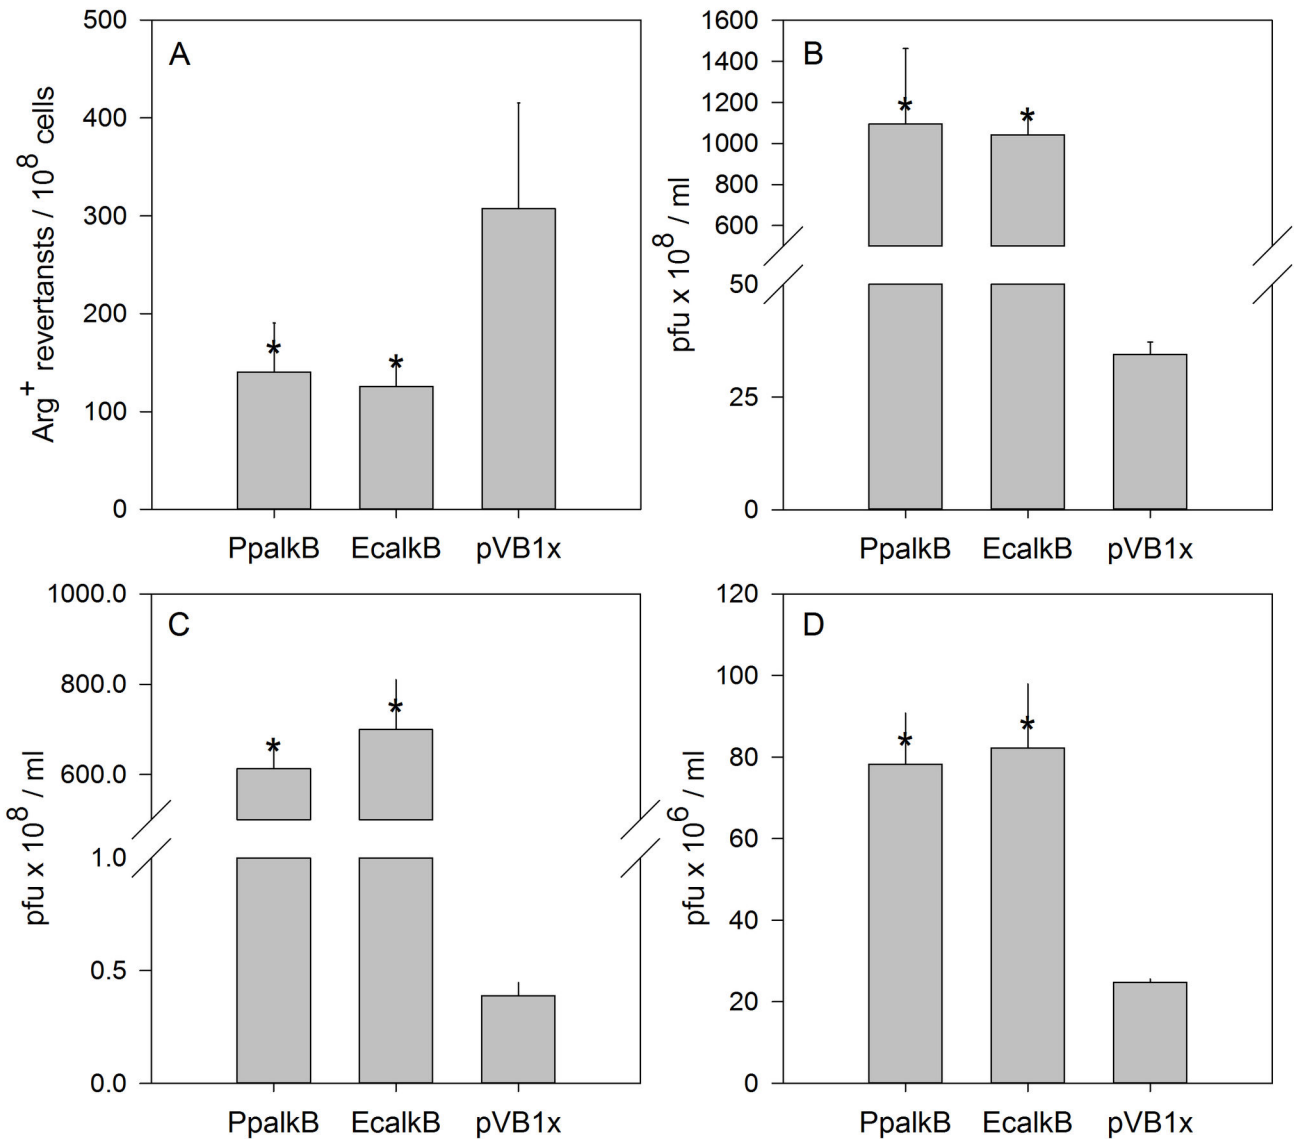 A
Arg+ revertansts / 10^8 cells
500
400
300
200
100
0
PpalkB EcalkB pVB1x
B
pfu x 10^8 / ml
1600
1400
1200
1000
800
600
50
25
0
PpalkB EcalkB pVB1x
C
pfu x 10^8 / ml
1000.0
800.0
600.0
1.0
0.5
0.0
PpalkB EcalkB pVB1x
D
pfu x 10^6 / ml
120
100
80
60
40
20
0
PpalkB EcalkB pVB1x